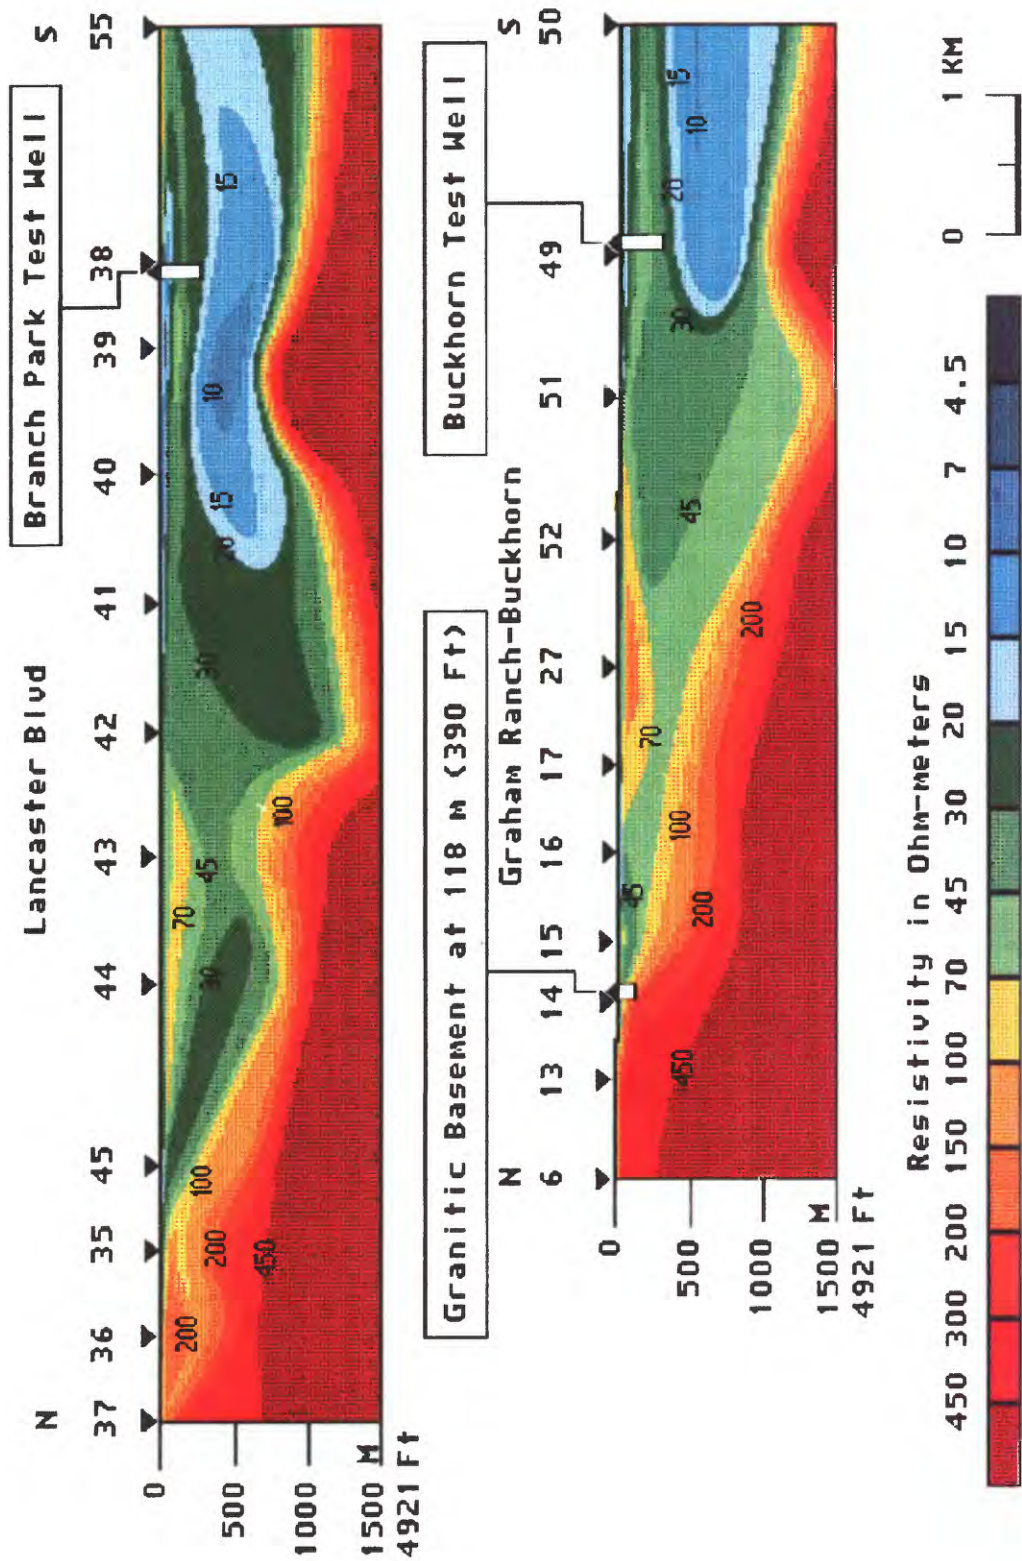 Branch Park Test Well
Lancaster Blvd
N
S
37 36 35 45 44 43 42 41 40 39 38 55
0
500
1000
1500 M
4921 Ft
200
200
450
100
30
70
45
100
30
20
15
10
15
Buckhorn Test Well
Granitic Basement at 118 M (390 Ft)
Graham Ranch-Buckhorn
N
S
6 13 14 15 16 17 27 52 51 49 50
0
500
1000
1500 M
4921 Ft
450
200
45
100
70
200
45
30
20
10
15
Resistivity in Ohm-meters
450 300 200 150 100 70 45 30 20 15 10 7 4.5
0 1 KM